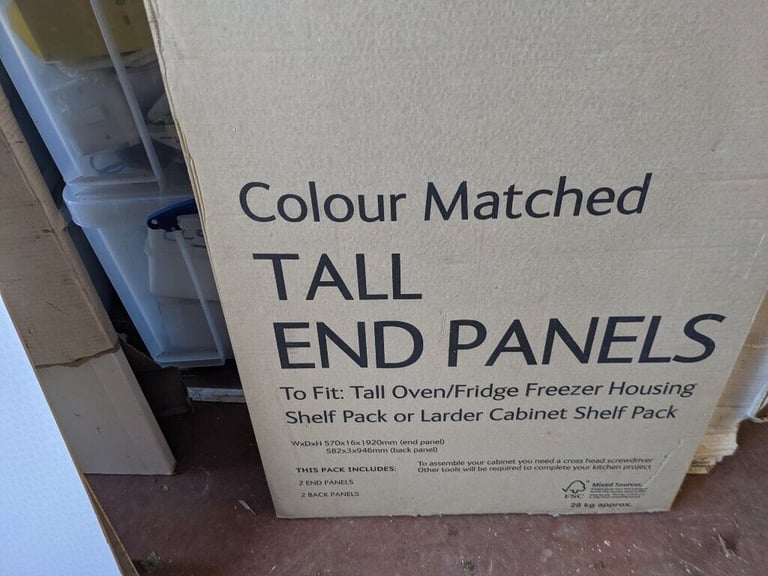 Colour Matched
TALL
END PANELS
To Fit: Tall Oven/Fridge Freezer Housing
Shelf Pack or Larder Cabinet Shelf Pack
WxDxH 570x16x1920mm (end panel)
582x3x946mm (back panel)
THIS PACK INCLUDES:
2 END PANELS
2 BACK PANELS
To assemble your cabinet you need a cross head screwdriver
Other tools will be required to complete your kitchen project
FSC
Mixed Sources
28 kg approx.